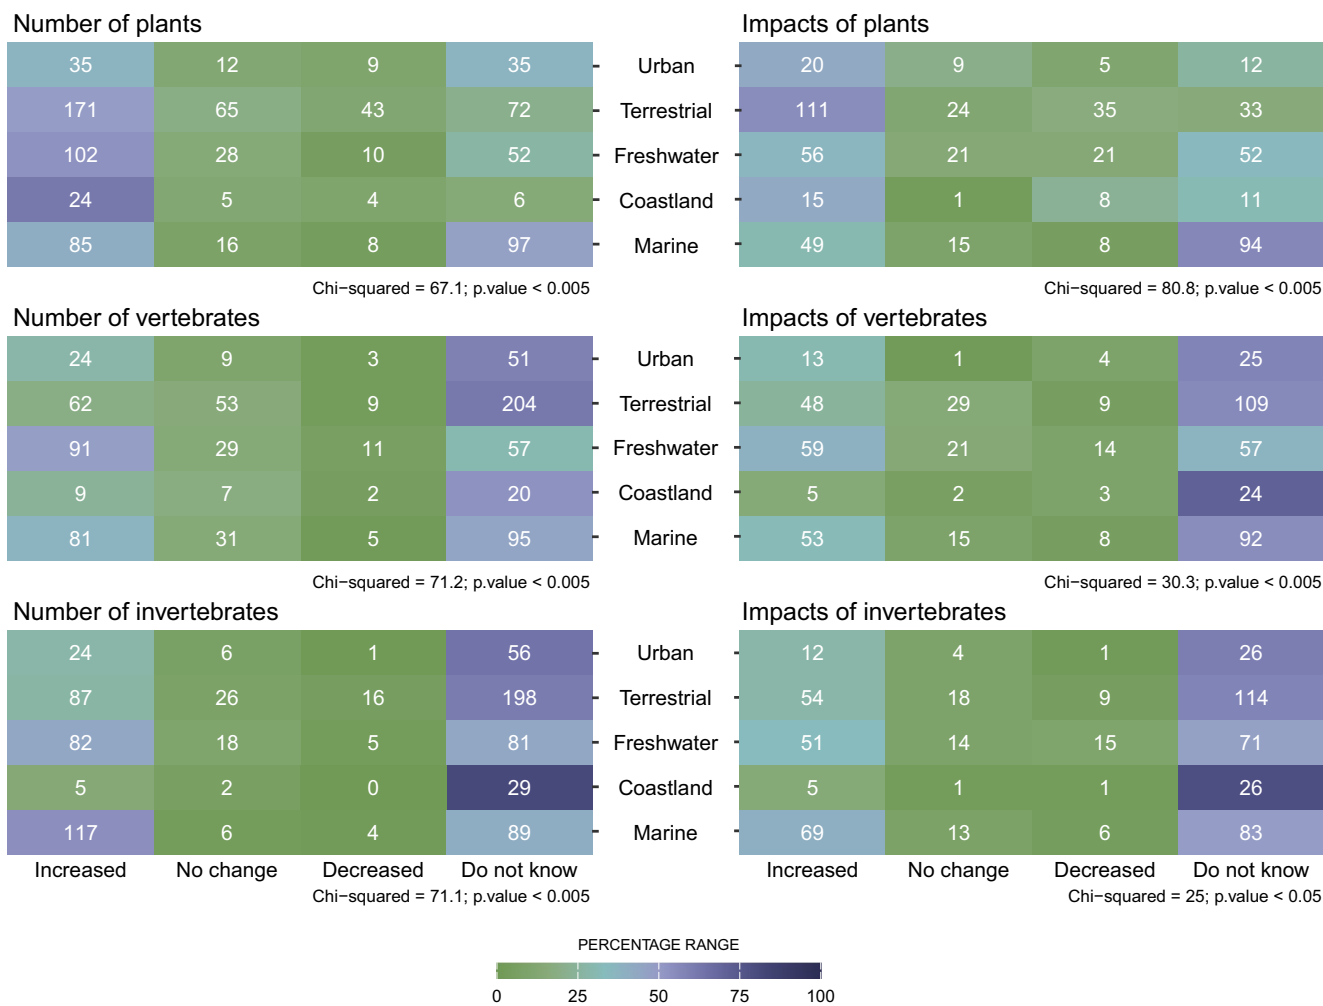 Number of plants Impacts of plants
35 12 9 35 Urban 20 9 5 12
171 65 43 72 Terrestrial 111 24 35 33
102 28 10 52 Freshwater 56 21 21 52
24 5 4 6 Coastland 15 1 8 11
85 16 8 97 Marine 49 15 8 94
Chi−squared = 67.1; p.value < 0.005 Chi−squared = 80.8; p.value < 0.005
Number of vertebrates Impacts of vertebrates
24 9 3 51 Urban 13 1 4 25
62 53 9 204 Terrestrial 48 29 9 109
91 29 11 57 Freshwater 59 21 14 57
9 7 2 20 Coastland 5 2 3 24
81 31 5 95 Marine 53 15 8 92
Chi−squared = 71.2; p.value < 0.005 Chi−squared = 30.3; p.value < 0.005
Number of invertebrates Impacts of invertebrates
24 6 1 56 Urban 12 4 1 26
87 26 16 198 Terrestrial 54 18 9 114
82 18 5 81 Freshwater 51 14 15 71
5 2 0 29 Coastland 5 1 1 26
117 6 4 89 Marine 69 13 6 83
Increased No change Decreased Do not know Increased No change Decreased Do not know
Chi−squared = 71.1; p.value < 0.005 Chi−squared = 25; p.value < 0.05
PERCENTAGE RANGE
0 25 50 75 100